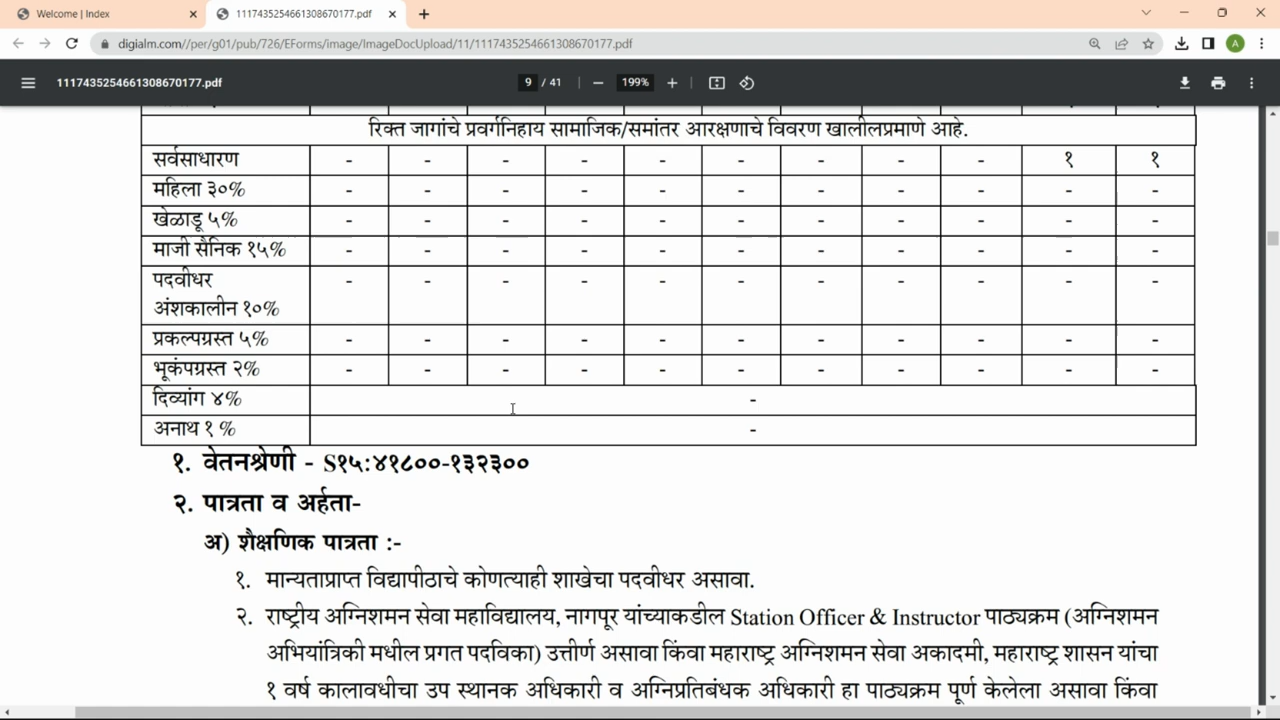 Welcome | Index
1117435254661308670177.pdf
digialm.com//per/g01/pub/726/EForms/image/ImageDocUpload/11/1117435254661308670177.pdf
A
1117435254661308670177.pdf
9 / 41
199%
रिक्त जागांचे प्रवर्गनिहाय सामाजिक/समांतर आरक्षणाचे विवरण खालीलप्रमाणे आहे.
सर्वसाधारण - - - - - - - - - १ १
महिला ३०% - - - - - - - - - - -
खेळाडू ५% - - - - - - - - - - -
माजी सैनिक १५% - - - - - - - - - - -
पदवीधर - - - - - - - - - - -
अंशकालीन १०%
प्रकल्पग्रस्त ५% - - - - - - - - - - -
भूकंपग्रस्त २% - - - - - - - - - - -
दिव्यांग ४% -
अनाथ १ % -
१. वेतनश्रेणी - S१५:४१८००-१३२३००
२. पात्रता व अर्हता-
अ) शैक्षणिक पात्रता :-
१. मान्यताप्राप्त विद्यापीठाचे कोणत्याही शाखेचा पदवीधर असावा.
२. राष्ट्रीय अग्निशमन सेवा महाविद्यालय, नागपूर यांच्याकडील Station Officer & Instructor पाठ्यक्रम (अग्निशमन
अभियांत्रिकी मधील प्रगत पदविका) उत्तीर्ण असावा किंवा महाराष्ट्र अग्निशमन सेवा अकादमी, महाराष्ट्र शासन यांचा
१ वर्ष कालावधीचा उप स्थानक अधिकारी व अग्निप्रतिबंधक अधिकारी हा पाठ्यक्रम पूर्ण केलेला असावा किंवा